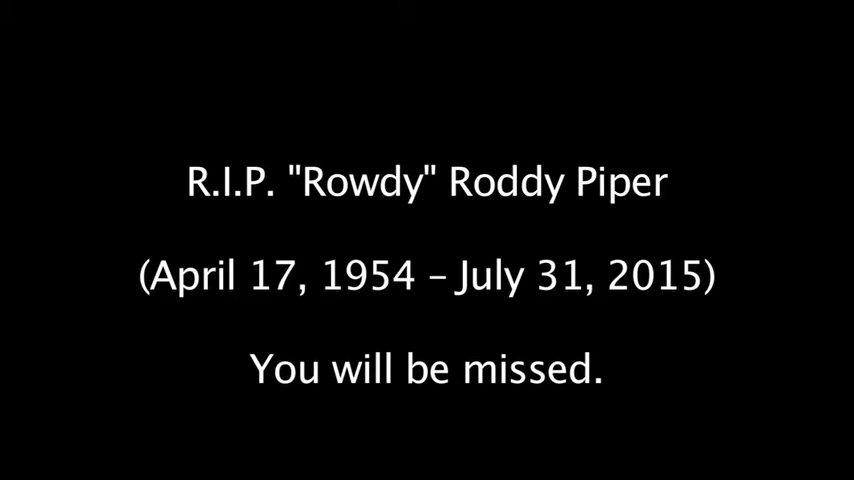 R.I.P. "Rowdy" Roddy Piper
(April 17, 1954 – July 31, 2015)
You will be missed.